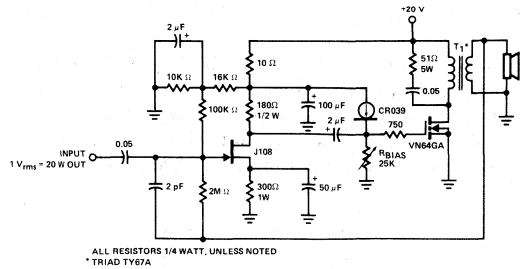 +20 V
2 μF
+
51Ω
5W
T1*
10 Ω
10K Ω
16K Ω
0.05
100K Ω
180Ω
1/2 W
+
100 μF
CR039
2 μF
+
750
VN64GA
INPUT
1 Vrms = 20 W OUT
0.05
J108
RBIAS
25K
2 pF
2M Ω
300Ω
1W
+
50 μF
ALL RESISTORS 1/4 WATT, UNLESS NOTED
* TRIAD TY67A